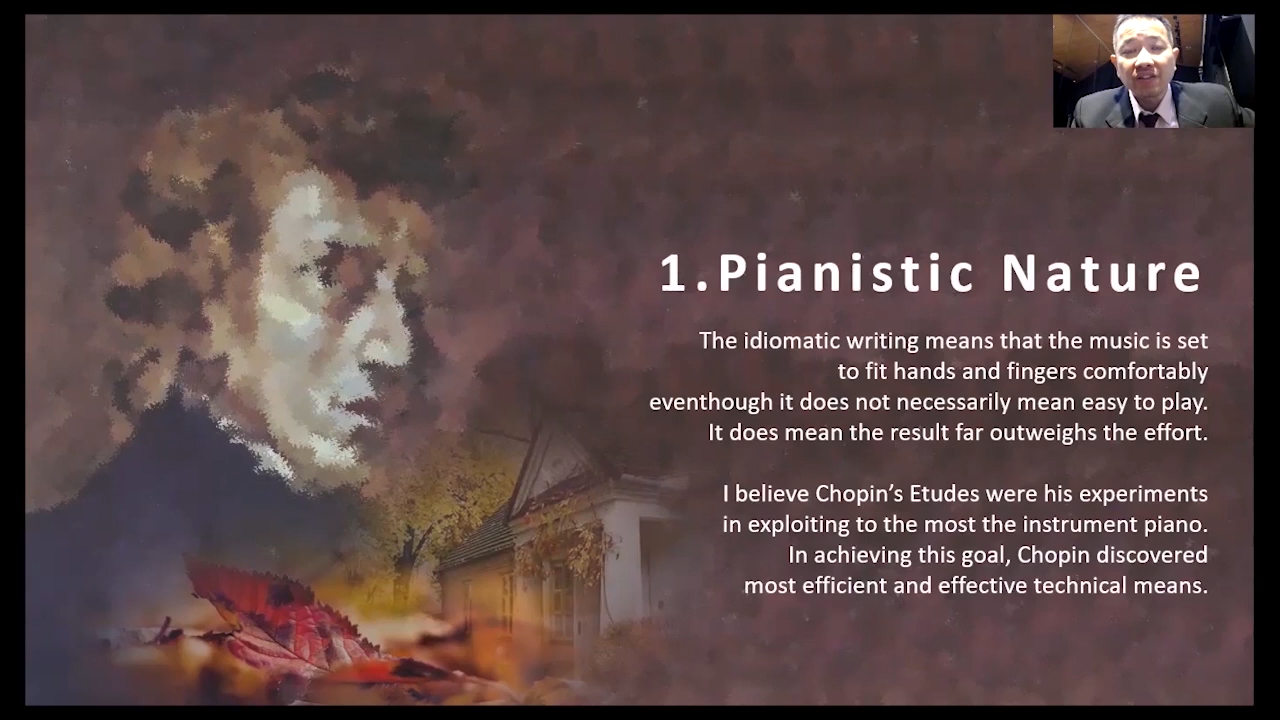 1.Pianistic Nature
The idiomatic writing means that the music is set
to fit hands and fingers comfortably
eventhough it does not necessarily mean easy to play.
It does mean the result far outweighs the effort.
I believe Chopin’s Etudes were his experiments
in exploiting to the most the instrument piano.
In achieving this goal, Chopin discovered
most efficient and effective technical means.